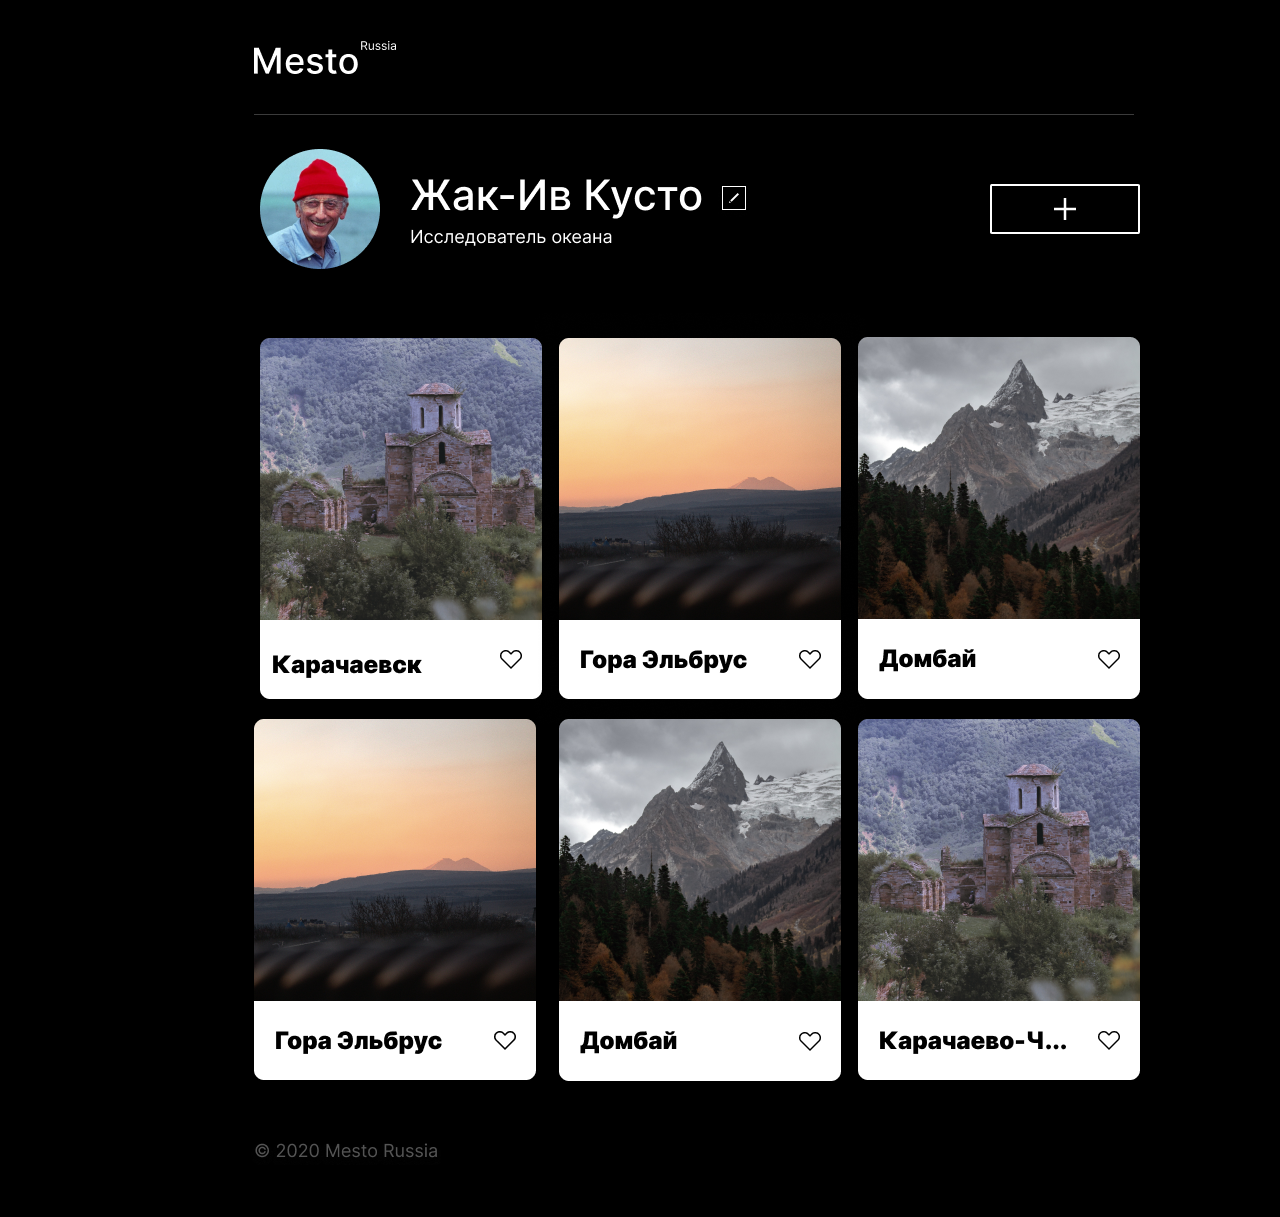 Mesto Russia
Жак-Ив Кусто
Исследователь океана
Карачаевск
Гора Эльбрус
Домбай
Гора Эльбрус
Домбай
Карачаево-Ч...
© 2020 Mesto Russia